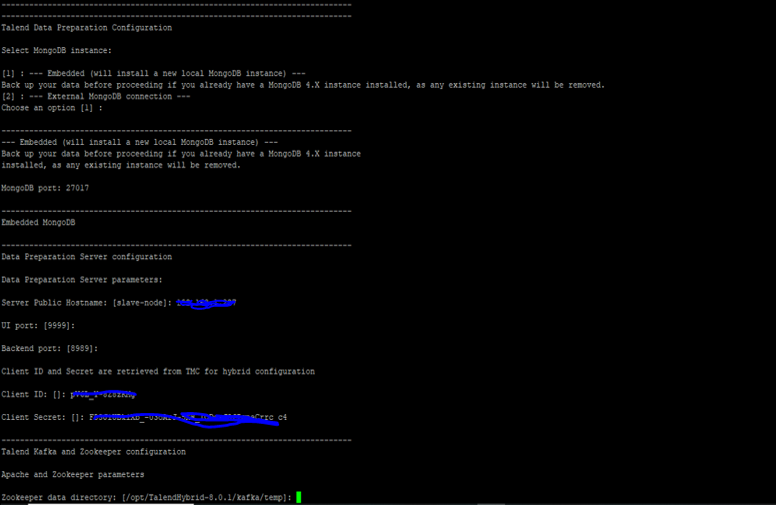 ----------------------------------------------------------------------------
----------------------------------------------------------------------------
Talend Data Preparation Configuration
Select MongoDB instance:
[1] : --- Embedded (will install a new local MongoDB instance) ---
Back up your data before proceeding if you already have a MongoDB 4.X instance installed, as any existing instance will be removed.
[2] : --- External MongoDB connection ---
Choose an option [1] :
----------------------------------------------------------------------------
--- Embedded (will install a new local MongoDB instance) ---
Back up your data before proceeding if you already have a MongoDB 4.X instance
installed, as any existing instance will be removed.
MongoDB port: 27017
----------------------------------------------------------------------------
Embedded MongoDB
----------------------------------------------------------------------------
Data Preparation Server configuration
Data Preparation Server parameters:
Server Public Hostname: [slave-node]:
UI port: [9999]:
Backend port: [8989]:
Client ID and Secret are retrieved from TMC for hybrid configuration
Client ID: []:
Client Secret: []:
----------------------------------------------------------------------------
Talend Kafka and Zookeeper configuration
Apache and Zookeeper parameters
Zookeeper data directory: [/opt/TalendHybrid-8.0.1/kafka/temp]: